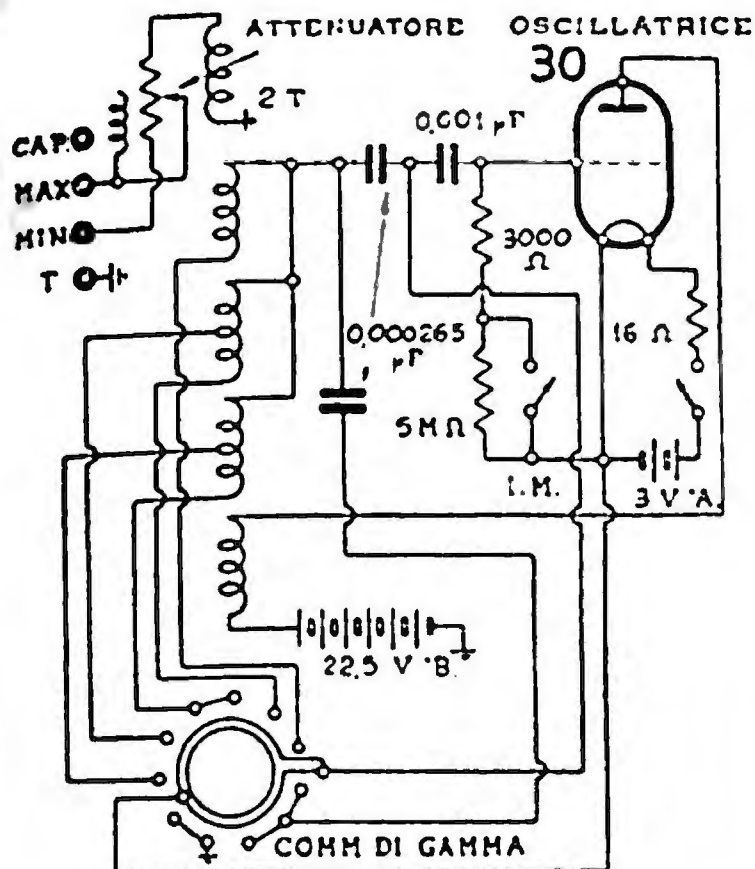 ATTENUATORE OSCILLATRICE
30
2 T
0,001 µF
CAP.
MAX
MIN
T
3000
Ω
0,000265
µF
16 Ω
5 M Ω
I.M.
3 V "A.
22,5 V "B.
COMM DI GAMMA